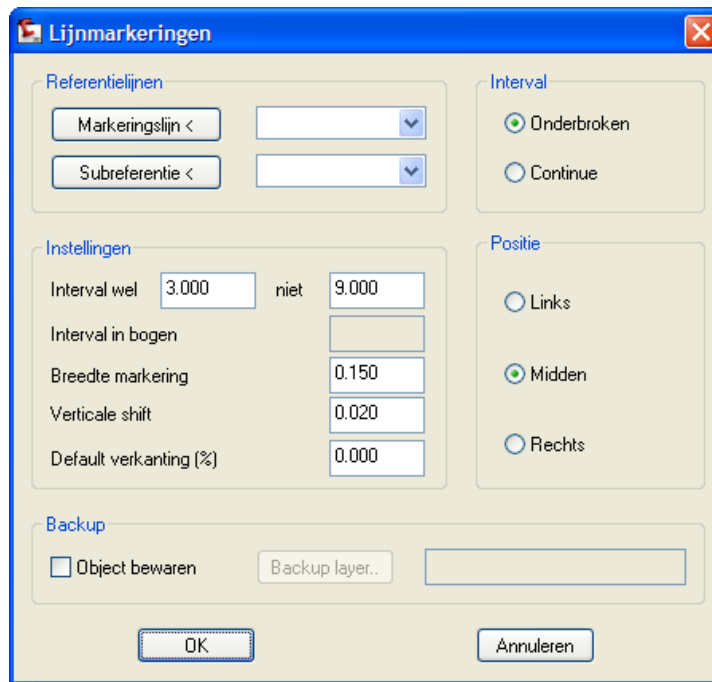 Lijnmarkeringen
Referentielijnen
Markeringslijn <
Subreferentie <
Interval
Onderbroken
Continue
Instellingen
Interval wel 3.000 niet 9.000
Interval in bogen
Breedte markering 0.150
Verticale shift 0.020
Default verkanting (%) 0.000
Positie
Links
Midden
Rechts
Backup
Object bewaren Backup layer..
OK Annuleren